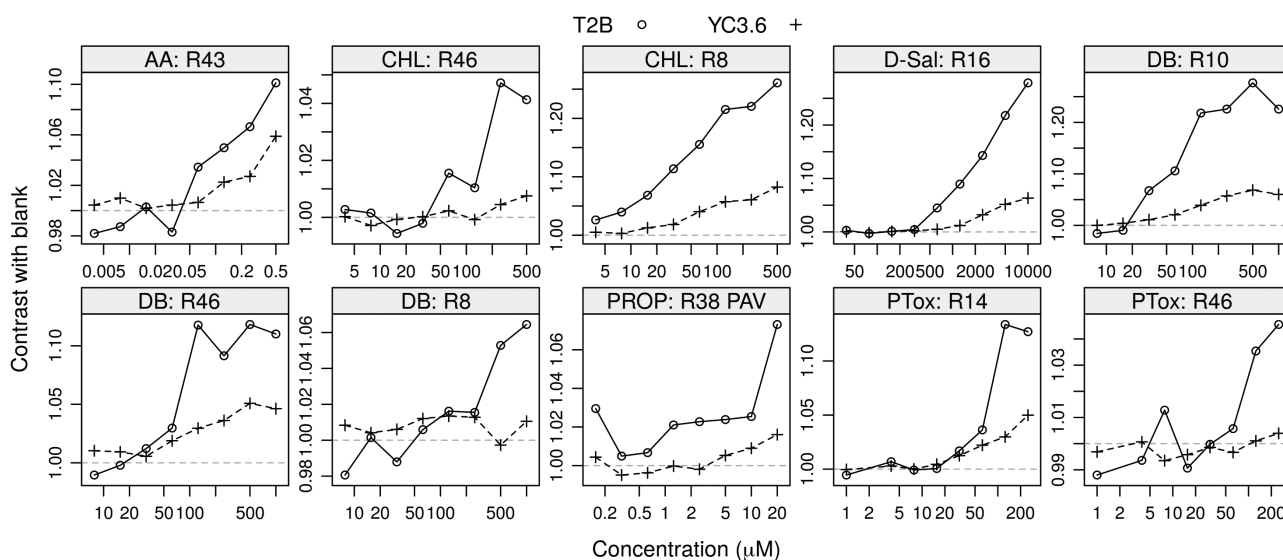 T2B YC3.6
AA: R43 CHL: R46 CHL: R8 D-Sal: R16 DB: R10
0.98 1.02 1.06 1.10
0.005 0.020 0.05 0.2 0.5
1.00 1.02 1.04
5 10 20 50 100 500
1.00 1.10 1.20
5 10 20 50 100 500
1.00 1.10 1.20
50 200 500 2000 10000
1.00 1.10 1.20
10 20 50 100 500
DB: R46 DB: R8 PROP: R38 PAV PTox: R14 PTox: R46
1.00 1.05 1.10
10 20 50 100 500
0.98 1.00 1.02 1.04 1.06
10 20 50 100 500
1.00 1.02 1.04 1.06
0.2 0.5 1 2 5 10 20
1.00 1.05 1.10
1 2 5 10 20 50 200
0.99 1.01 1.03
1 2 5 10 20 50 200
Contrast with blank
Concentration (μM)